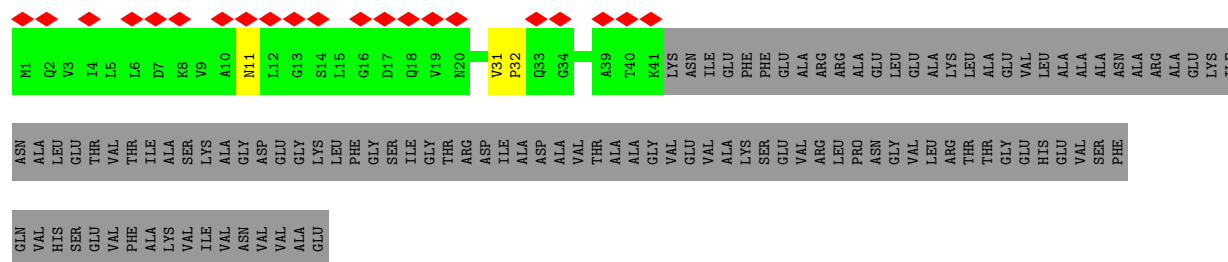 M1 Q2 V3 I4 L5 L6 D7 K8 V9 A10 N11 L12 G13 S14 L15 G16 D17 Q18 V19 N20 V31 P32 Q33 G34 A39 T40 K41 LYS ASN ILE GLU PHE PHE GLU ALA ARG ARG ALA GLU LEU GLU ALA LYS LEU ALA GLU VAL LEU ALA ALA ALA ASN ALA ARG ALA GLU LYS ILE
ASN ALA LEU GLU THR VAL THR ILE ALA SER LYS ALA GLY ASP GLU GLY LYS LEU PHE GLY SER ILE GLY THR ARG ASP ILE ALA ASP ALA VAL THR ALA ALA GLY VAL GLU VAL ALA LYS SER GLU VAL ARG LEU PRO ASN GLY VAL LEU ARG THR THR GLY GLU HIS GLU VAL SER PHE
GLN VAL HIS SER GLU VAL PHE ALA LYS VAL ILE VAL ASN VAL VAL ALA GLU